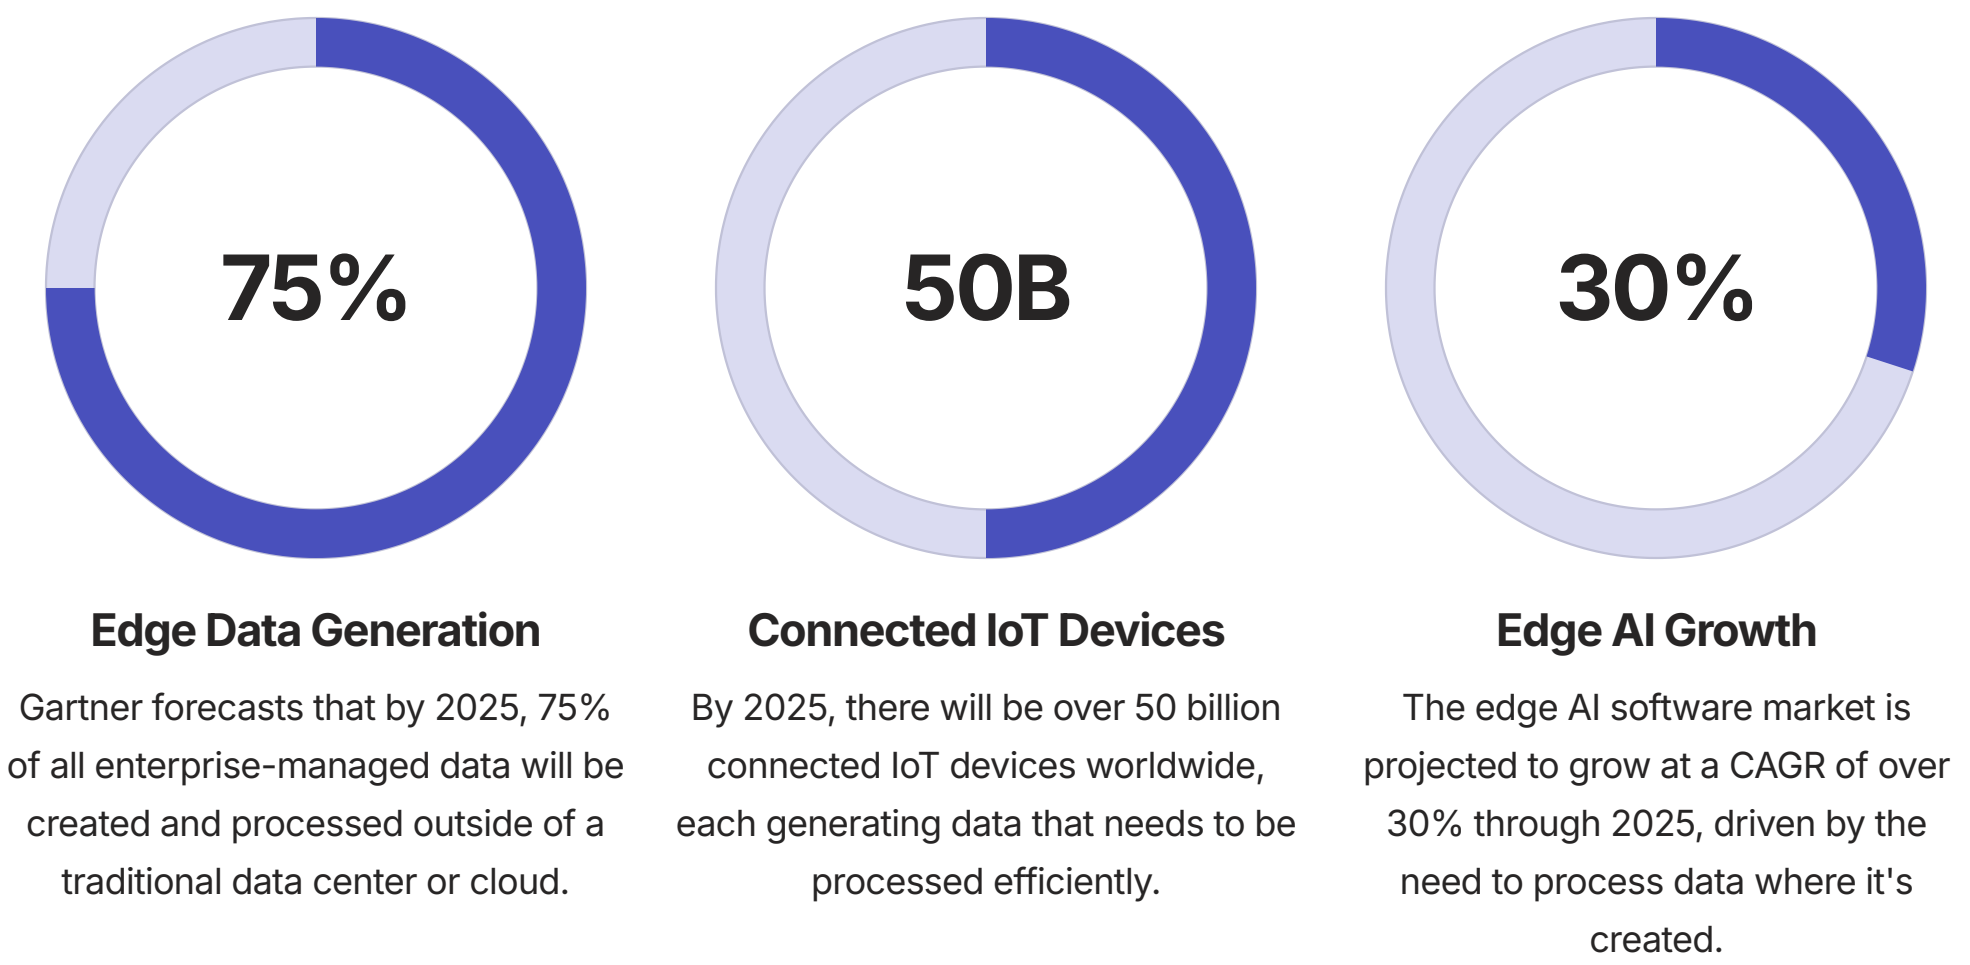 75%
Edge Data Generation
Gartner forecasts that by 2025, 75%
of all enterprise-managed data will be
created and processed outside of a
traditional data center or cloud.
50B
Connected IoT Devices
By 2025, there will be over 50 billion
connected IoT devices worldwide,
each generating data that needs to be
processed efficiently.
30%
Edge AI Growth
The edge AI software market is
projected to grow at a CAGR of over
30% through 2025, driven by the
need to process data where it's
created.